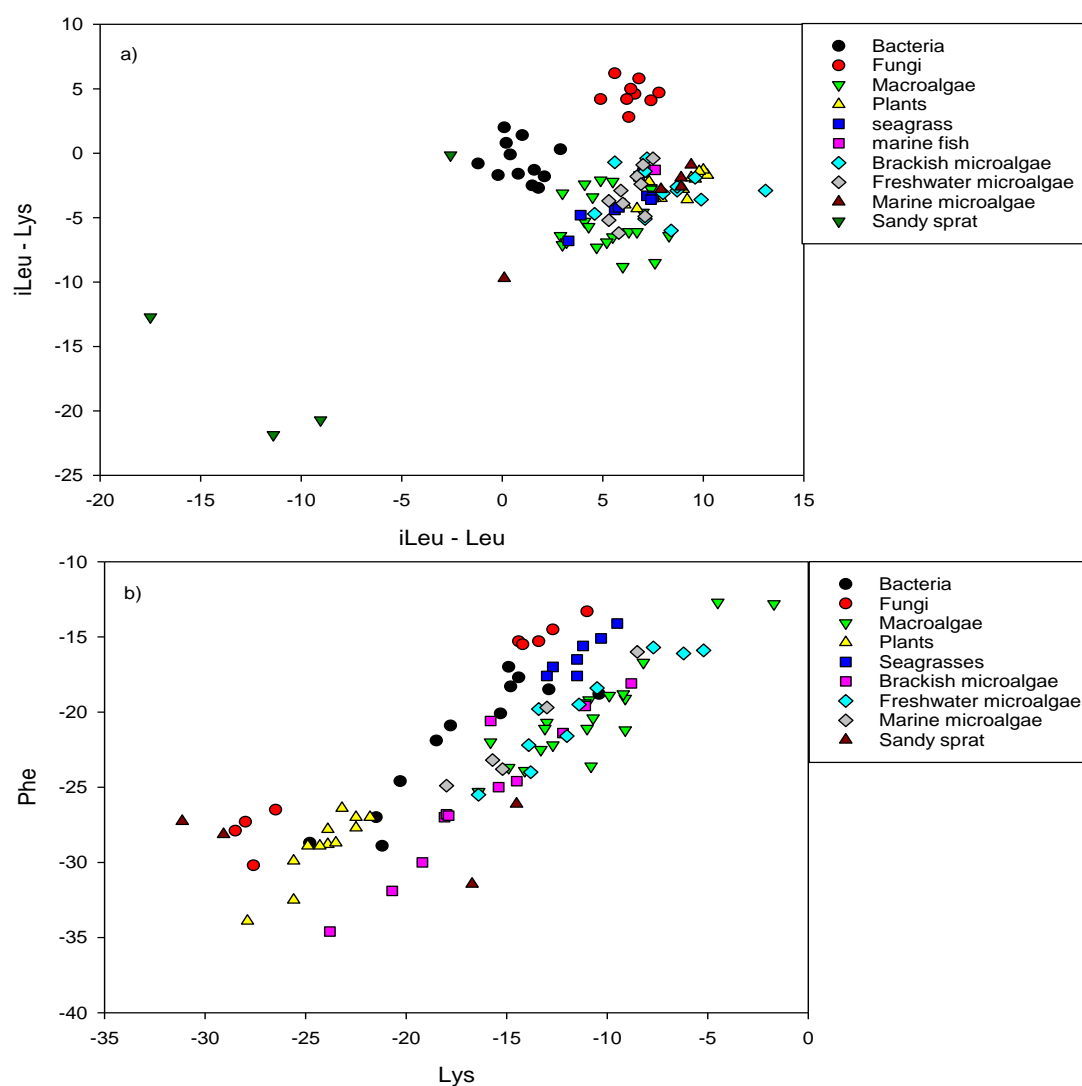 a)
iLeu - Lys
10
5
0
-5
-10
-15
-20
-25
-20 -15 -10 -5 0 5 10 15
iLeu - Leu
Bacteria
Fungi
Macroalgae
Plants
seagrass
marine fish
Brackish microalgae
Freshwater microalgae
Marine microalgae
Sandy sprat
b)
Phe
-10
-15
-20
-25
-30
-35
-40
-35 -30 -25 -20 -15 -10 -5 0
Lys
Bacteria
Fungi
Macroalgae
Plants
Seagrasses
Brackish microalgae
Freshwater microalgae
Marine microalgae
Sandy sprat